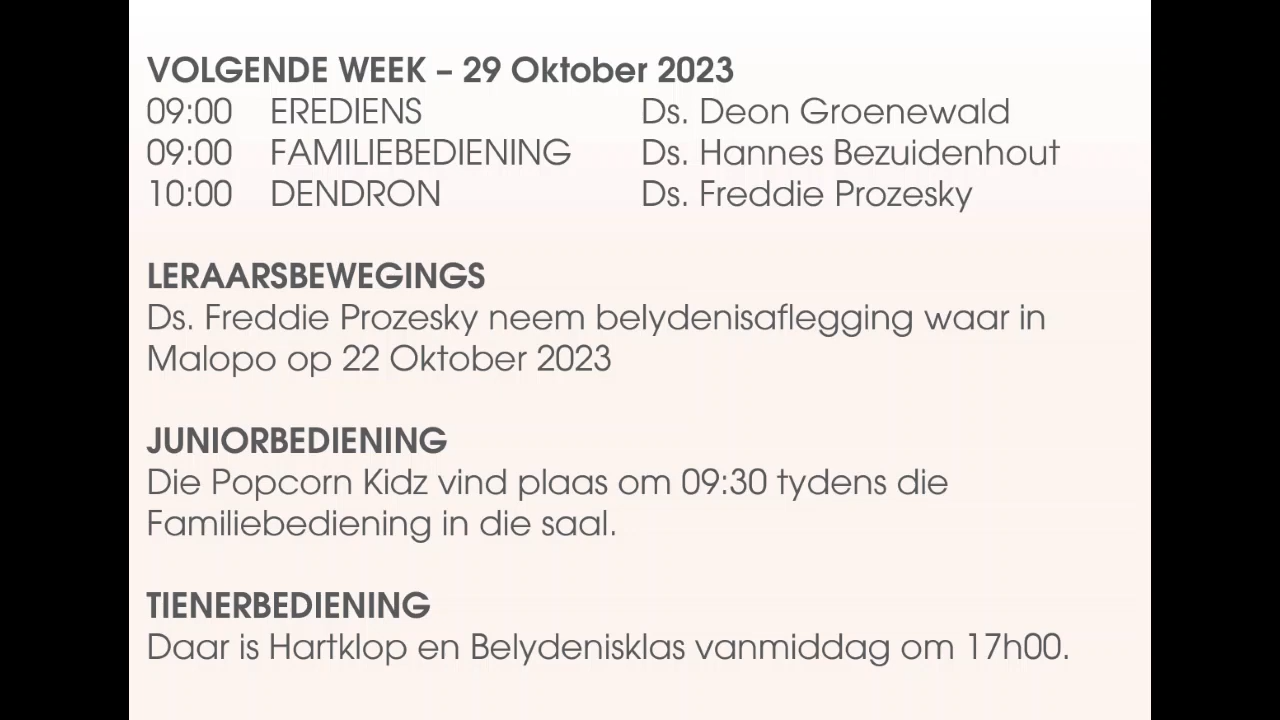 VOLGENDE WEEK – 29 Oktober 2023
09:00 EREDIENS Ds. Deon Groenewald
09:00 FAMILIEBEDIENING Ds. Hannes Bezuidenhout
10:00 DENDRON Ds. Freddie Prozesky
LERAARSBEWEGINGS
Ds. Freddie Prozesky neem belydenisaflegging waar in
Malopo op 22 Oktober 2023
JUNIORBEDIENING
Die Popcorn Kidz vind plaas om 09:30 tydens die
Familiebediening in die saal.
TIENERBEDIENING
Daar is Hartklop en Belydenisklas vanmiddag om 17h00.